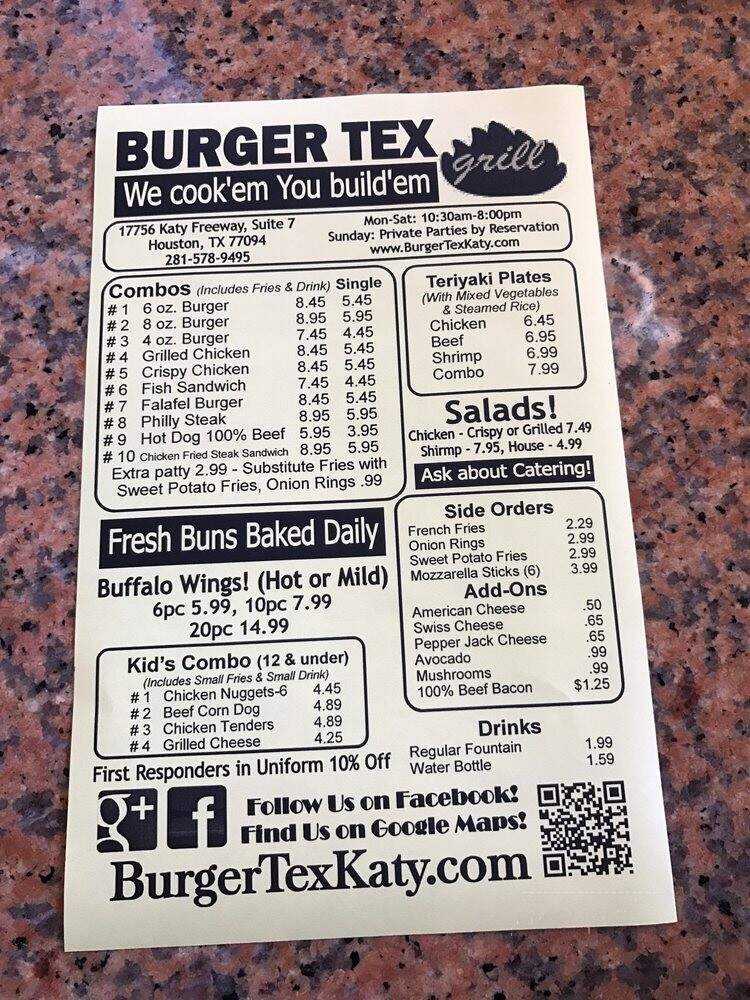 BURGER TEX
grill
We cook'em You build'em
17756 Katy Freeway, Suite 7
Houston, TX 77094
281-578-9495
Mon-Sat: 10:30am-8:00pm
Sunday: Private Parties by Reservation
www.BurgerTexKaty.com
Combos (Includes Fries & Drink) Single
# 1 6 oz. Burger 8.45 5.45
# 2 8 oz. Burger 8.95 5.95
# 3 4 oz. Burger 7.45 4.45
# 4 Grilled Chicken 8.45 5.45
# 5 Crispy Chicken 8.45 5.45
# 6 Fish Sandwich 7.45 4.45
# 7 Falafel Burger 8.45 5.45
# 8 Philly Steak 8.95 5.95
# 9 Hot Dog 100% Beef 5.95 3.95
# 10 Chicken Fried Steak Sandwich 8.95 5.95
Extra patty 2.99 - Substitute Fries with
Sweet Potato Fries, Onion Rings .99
Fresh Buns Baked Daily
Buffalo Wings! (Hot or Mild)
6pc 5.99, 10pc 7.99
20pc 14.99
Kid's Combo (12 & under)
(Includes Small Fries & Small Drink)
# 1 Chicken Nuggets-6 4.45
# 2 Beef Corn Dog 4.89
# 3 Chicken Tenders 4.89
# 4 Grilled Cheese 4.25
First Responders in Uniform 10% Off
Teriyaki Plates
(With Mixed Vegetables
& Steamed Rice)
Chicken 6.45
Beef 6.95
Shrimp 6.99
Combo 7.99
Salads!
Chicken - Crispy or Grilled 7.49
Shirmp - 7.95, House - 4.99
Ask about Catering!
Side Orders
French Fries 2.29
Onion Rings 2.99
Sweet Potato Fries 2.99
Mozzarella Sticks (6) 3.99
Add-Ons
American Cheese .50
Swiss Cheese .65
Pepper Jack Cheese .65
Avocado .99
Mushrooms .99
100% Beef Bacon $1.25
Drinks
Regular Fountain 1.99
Water Bottle 1.59
g+ f
Follow Us on Facebook!
Find Us on Google Maps!
BurgerTexKaty.com